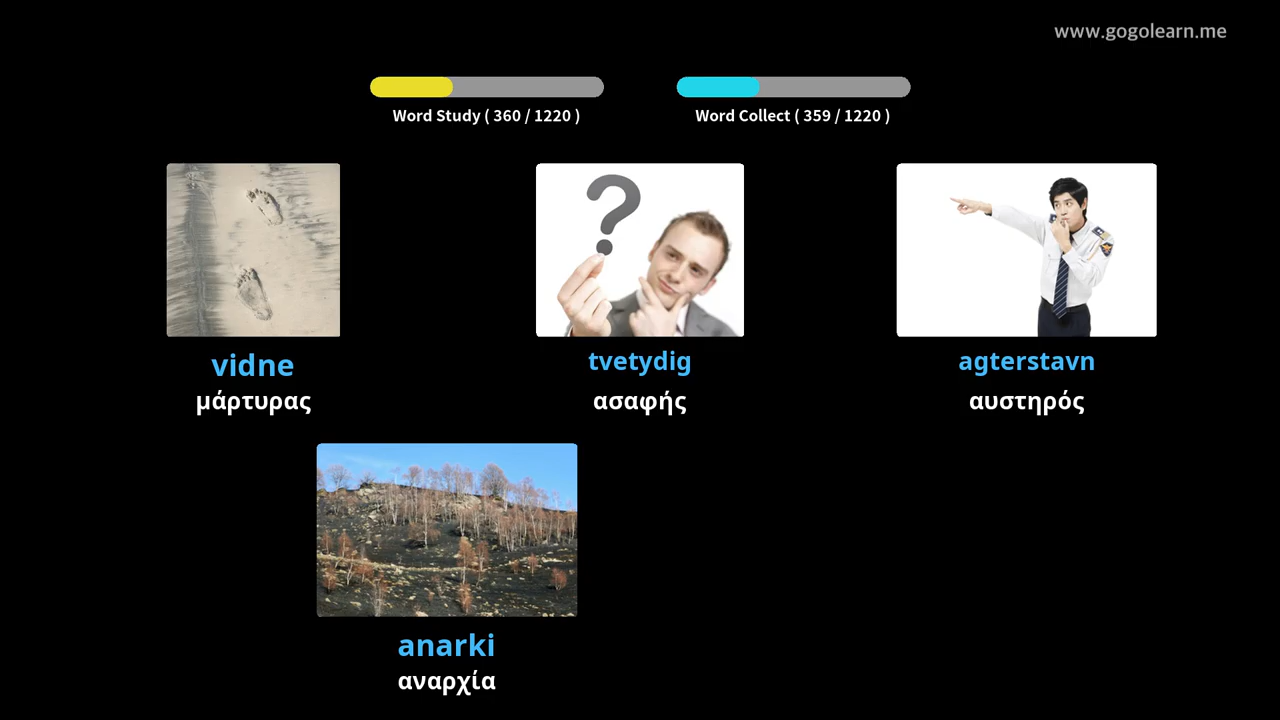 www.gogolearn.me
Word Study ( 360 / 1220 )
Word Collect ( 359 / 1220 )
vidne
μάρτυρας
tvetydig
ασαφής
agterstavn
αυστηρός
anarki
αναρχία